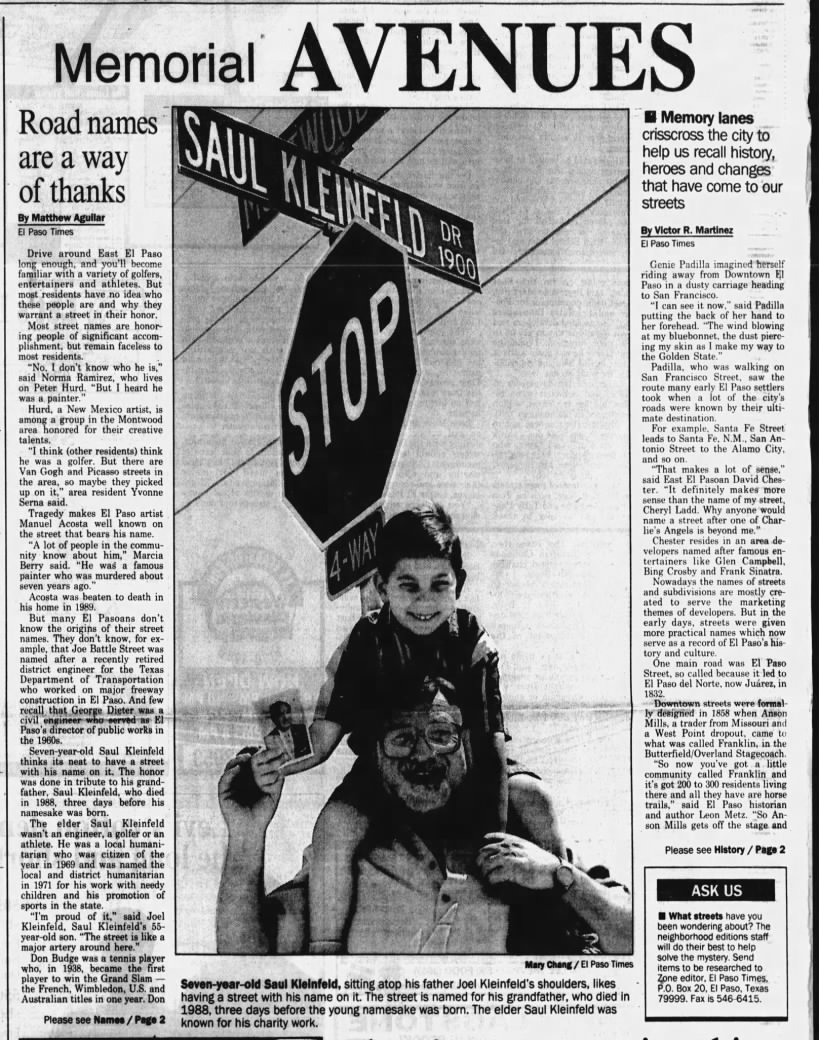 Memorial AVENUES
Road names
are a way
of thanks
By Matthew Aguilar
El Paso Times
Drive around East El Paso
long enough, and you'll become
familiar with a variety of golfers,
entertainers and athletes. But
most residents have no idea who
these people are and why they
warrant a street in their honor.
Most street names are honor-
ing people of significant accom-
plishment, but remain faceless to
most residents.
"No, I don't know who he is,"
said Norma Ramirez, who lives
on Peter Hurd. "But I heard he
was a painter."
Hurd, a New Mexico artist, is
among a group in the Montwood
area honored for their creative
talents.
"I think (other residents) think
he was a golfer. But there are
Van Gogh and Picasso streets in
the area, so maybe they picked
up on it," area resident Yvonne
Serna said.
Tragedy makes El Paso artist
Manuel Acosta well known on
the street that bears his name.
"A lot of people in the commu-
nity know about him," Marcia
Berry said. "He was a famous
painter who was murdered about
seven years ago."
Acosta was beaten to death in
his home in 1989.
But many El Pasoans don't
know the origins of their street
names. They don't know, for ex-
ample, that Joe Battle Street was
named after a recently retired
district engineer for the Texas
Department of Transportation
who worked on major freeway
construction in El Paso. And few
recall that George Dieter was a
civil engineer who served as El
Paso's director of public works in
the 1960s.
Seven-year-old Saul Kleinfeld
thinks its neat to have a street
with his name on it. The honor
was done in tribute to his grand-
father, Saul Kleinfeld, who died
in 1988, three days before his
namesake was born.
The elder Saul Kleinfeld
wasn't an engineer, a golfer or an
athlete. He was a local humani-
tarian who was citizen of the
year in 1969 and was named the
local and district humanitarian
in 1971 for his work with needy
children and his promotion of
sports in the state.
"I'm proud of it," said Joel
Kleinfeld, Saul Kleinfeld's 55-
year-old son. "The street is like a
major artery around here."
Don Budge was a tennis player
who, in 1938, became the first
player to win the Grand Slam —
the French, Wimbledon, U.S. and
Australian titles in one year. Don
Please see Names / Page 2
WOOD
SAUL KLEINFELD DR
1900
STOP
4-WAY
Mary Chang / El Paso Times
Seven-year-old Saul Kleinfeld, sitting atop his father Joel Kleinfeld's shoulders, likes
having a street with his name on it. The street is named for his grandfather, who died in
1988, three days before the young namesake was born. The elder Saul Kleinfeld was
known for his charity work.
■ Memory lanes
crisscross the city to
help us recall history,
heroes and changes
that have come to our
streets
By Victor R. Martinez
El Paso Times
Genie Padilla imagined herself
riding away from Downtown El
Paso in a dusty carriage heading
to San Francisco.
"I can see it now," said Padilla
putting the back of her hand to
her forehead. "The wind blowing
at my bluebonnet, the dust pierc-
ing my skin as I make my way to
the Golden State."
Padilla, who was walking on
San Francisco Street, saw the
route many early El Paso settlers
took when a lot of the city's
roads were known by their ulti-
mate destination.
For example, Santa Fe Street
leads to Santa Fe, N.M., San An-
tonio Street to the Alamo City,
and so on.
"That makes a lot of sense,"
said East El Pasoan David Ches-
ter. "It definitely makes more
sense than the name of my street,
Cheryl Ladd. Why anyone would
name a street after one of Char-
lie's Angels is beyond me."
Chester resides in an area de-
velopers named after famous en-
tertainers like Glen Campbell,
Bing Crosby and Frank Sinatra.
Nowadays the names of streets
and subdivisions are mostly cre-
ated to serve the marketing
themes of developers. But in the
early days, streets were given
more practical names which now
serve as a record of El Paso's his-
tory and culture.
One main road was El Paso
Street, so called because it led to
El Paso del Norte, now Juárez, in
1832.
Downtown streets were formal-
ly designed in 1858 when Anson
Mills, a trader from Missouri and
a West Point dropout, came to
what was called Franklin, in the
Butterfield/Overland Stagecoach.
"So now you've got a little
community called Franklin and
it's got 200 to 300 residents living
there and all they have are horse
trails," said El Paso historian
and author Leon Metz. "So An-
son Mills gets off the stage and
Please see History / Page 2
ASK US
■ What streets have you
been wondering about? The
neighborhood editions staff
will do their best to help
solve the mystery. Send
items to be researched to
Zone editor, El Paso Times,
P.O. Box 20, El Paso, Texas
79999. Fax is 546-6415.